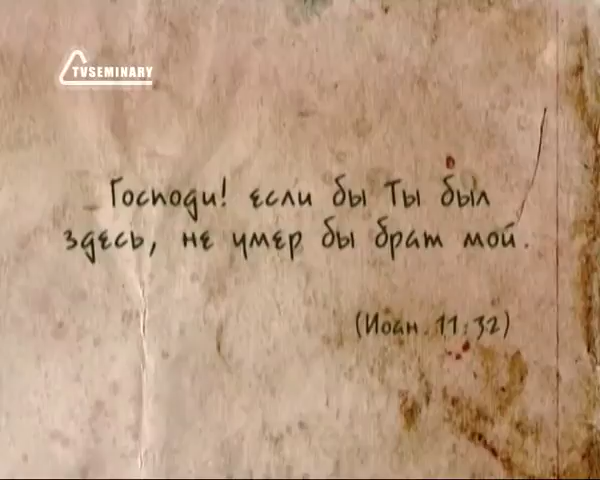 TVSEMINARY
Господи! если бы Ты был
здесь, не умер бы брат мой.
(Иоан. 11:32)